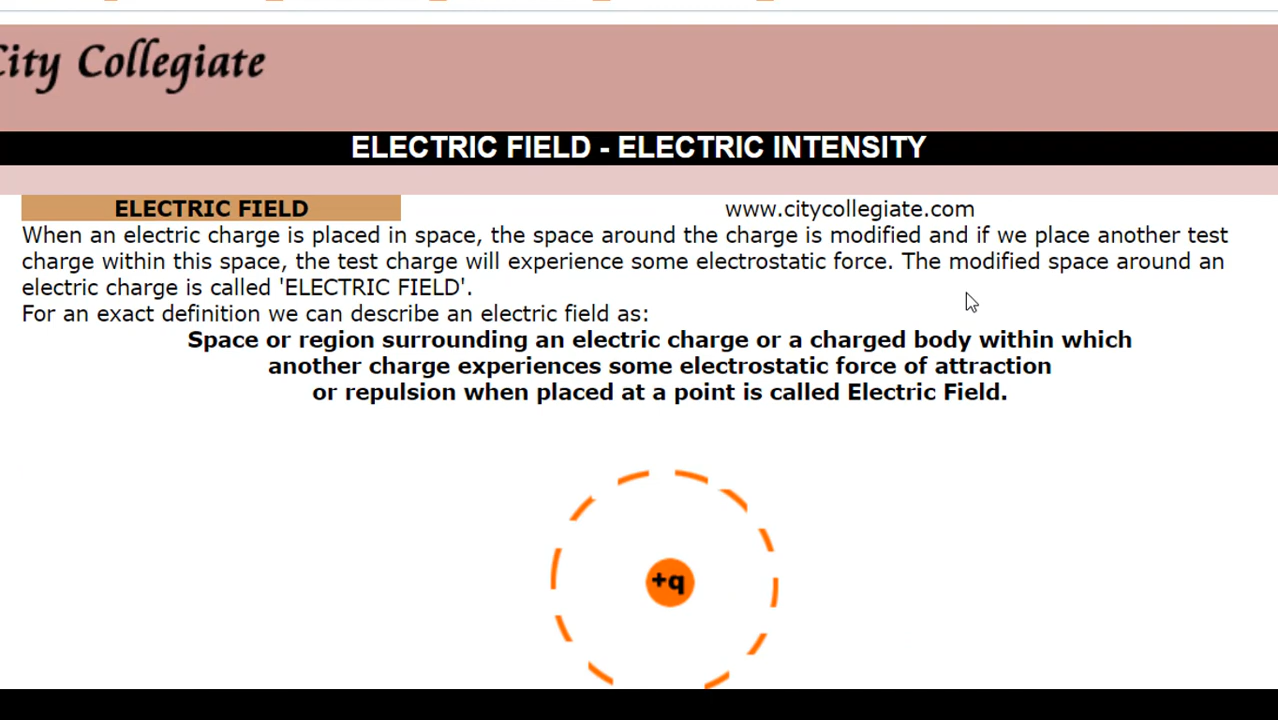 City Collegiate
ELECTRIC FIELD - ELECTRIC INTENSITY
ELECTRIC FIELD
www.citycollegiate.com
When an electric charge is placed in space, the space around the charge is modified and if we place another test
charge within this space, the test charge will experience some electrostatic force. The modified space around an
electric charge is called 'ELECTRIC FIELD'.
For an exact definition we can describe an electric field as:
Space or region surrounding an electric charge or a charged body within which
another charge experiences some electrostatic force of attraction
or repulsion when placed at a point is called Electric Field.
+q